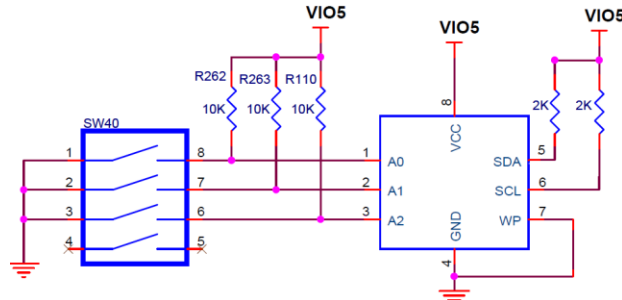 VIO5
VIO5
VIO5
R262
R263
R110
10K
10K
10K
2K
2K
SW40
8
VCC
1
8
1
A0
SDA
5
2
7
2
A1
SCL
6
3
6
3
A2
WP
7
4
5
GND
4